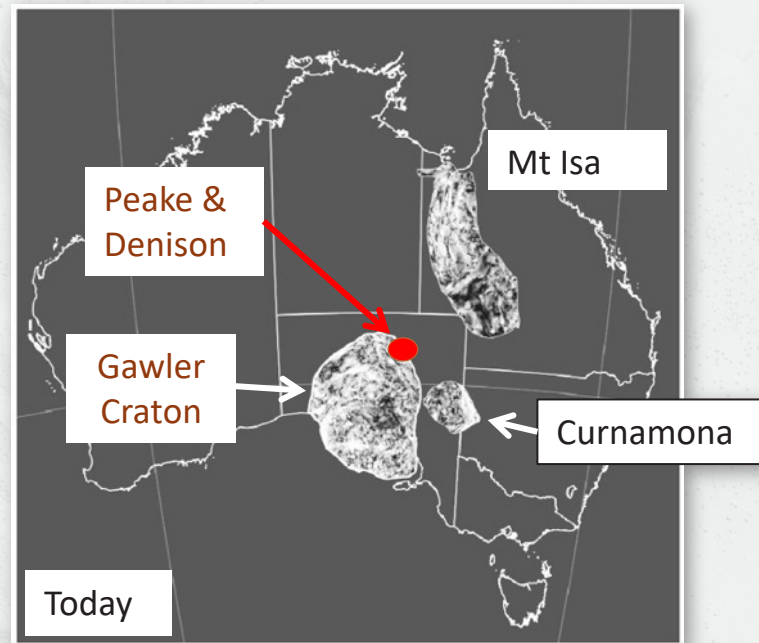 Mt Isa
Peake &
Denison
Gawler
Craton
Curnamona
Today